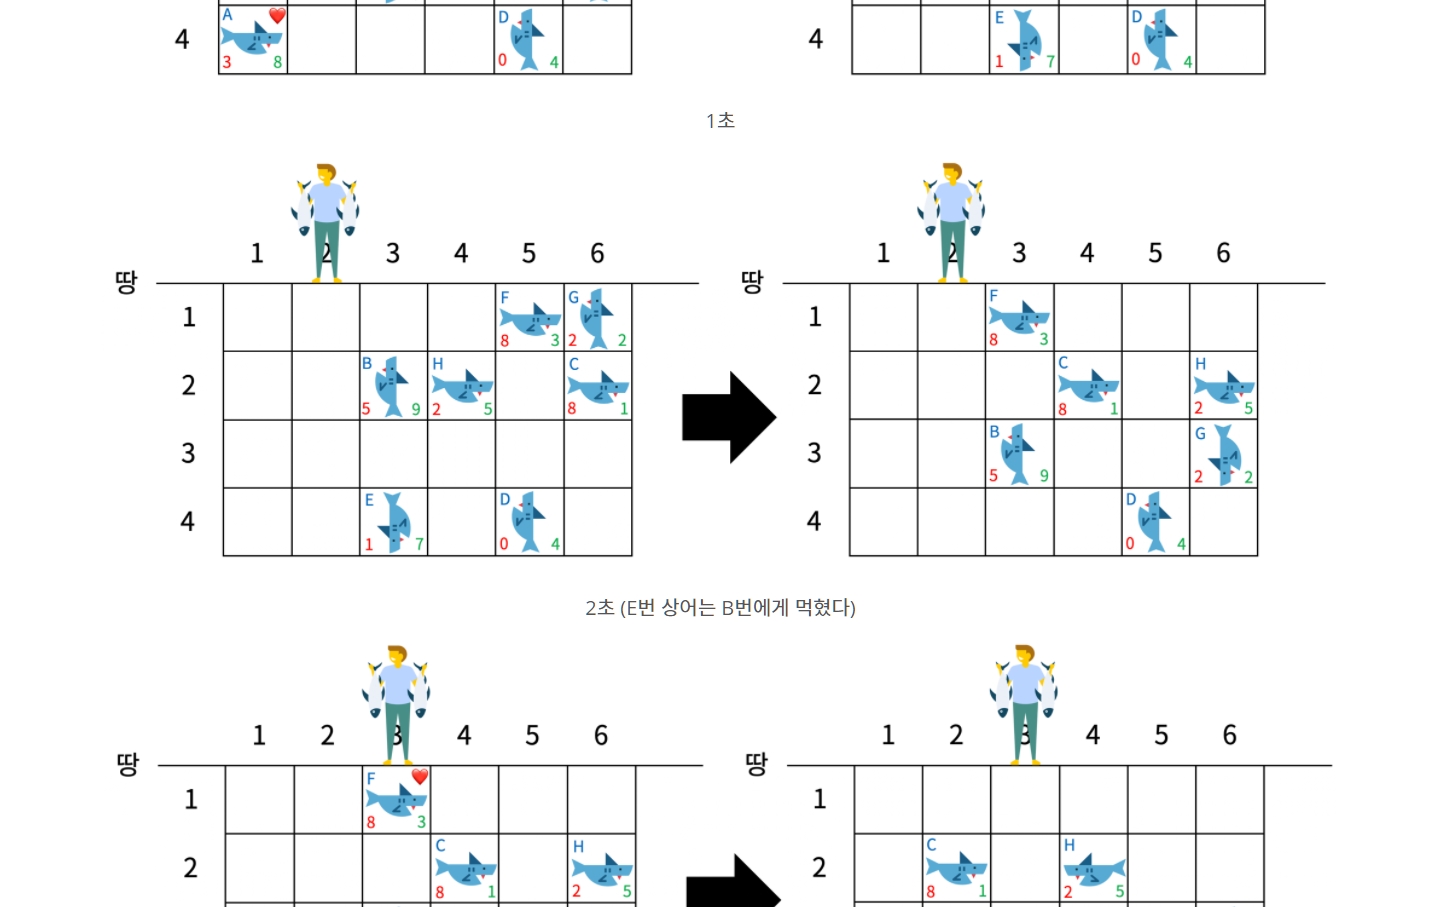 A D E D
4 4
3 8 0 4 1 7 0 4
1초
1 2 3 4 5 6 1 2 3 4 5 6
땅 땅
F G F
1 1
8 3 2 2 8 3
B H C C H
2 2
5 9 2 5 8 1 8 1 2 5
B G
3 3
5 9 2 2
E D D
4 4
1 7 0 4 0 4
2초 (E번 상어는 B번에게 먹혔다)
1 2 3 4 5 6 1 2 3 4 5 6
땅 땅
F
1 1
8 3
C H C H
2 2
8 1 2 5 8 1 2 5